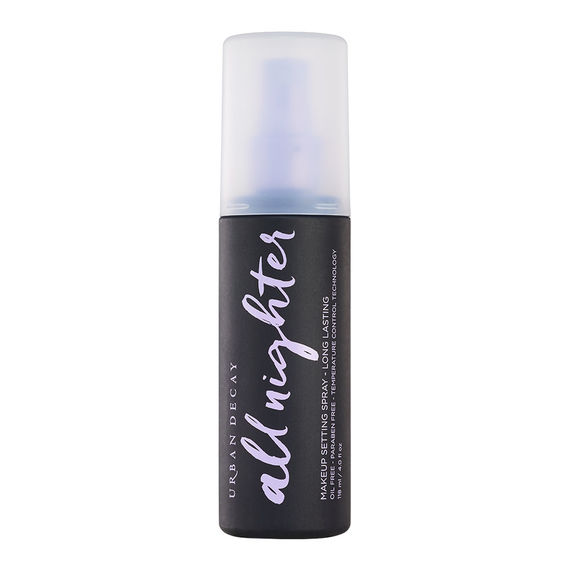 URBAN DECAY
all nighter
MAKEUP SETTING SPRAY - LONG LASTING
OIL FREE - PARABEN FREE - TEMPERATURE CONTROL TECHNOLOGY
118 ml / 4.0 fl oz